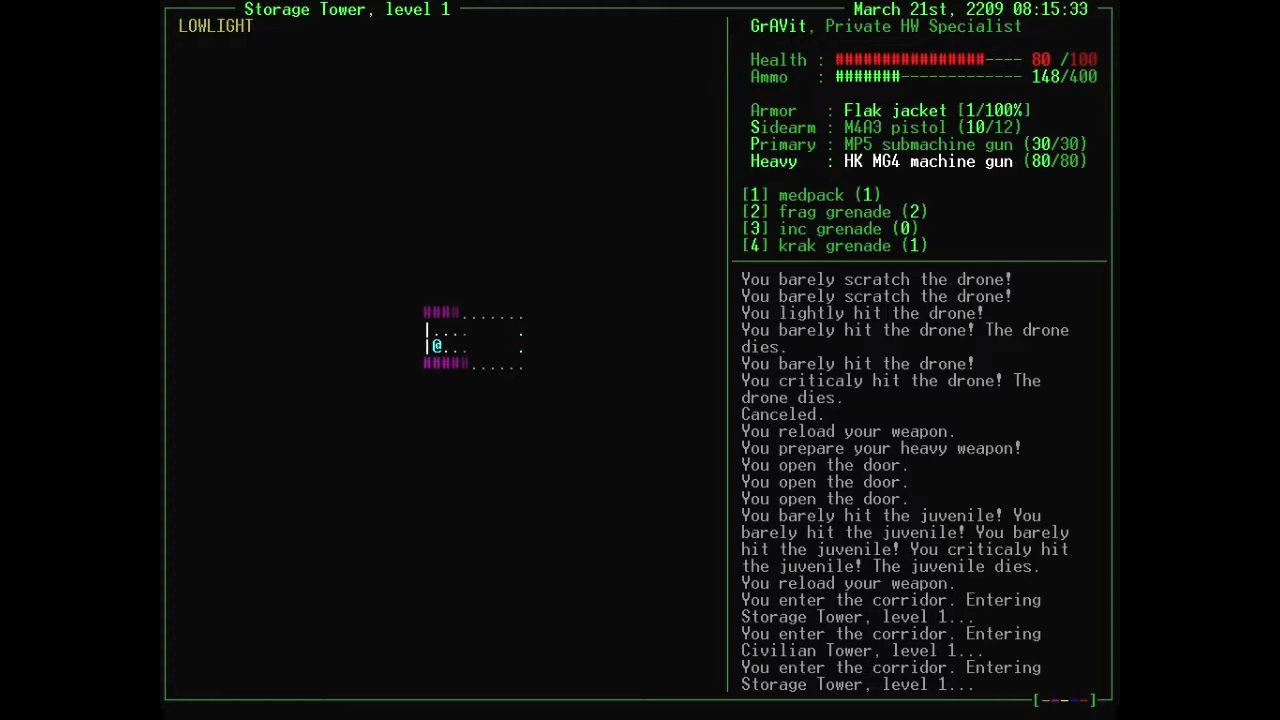 Storage Tower, level 1
March 21st, 2209 08:15:33
LOWLIGHT
GrAVit, Private HW Specialist
Health : ################---- 80 /100
Ammo : #######------------- 148/400
Armor : Flak jacket [1/100%]
Sidearm : M4A3 pistol (10/12)
Primary : MP5 submachine gun (30/30)
Heavy : HK MG4 machine gun (80/80)
[1] medpack (1)
[2] frag grenade (2)
[3] inc grenade (0)
[4] krak grenade (1)
####.......
|.... .
|@... .
#####......
You barely scratch the drone!
You barely scratch the drone!
You lightly hit the drone!
You barely hit the drone! The drone
dies.
You barely hit the drone!
You criticaly hit the drone! The
drone dies.
Canceled.
You reload your weapon.
You prepare your heavy weapon!
You open the door.
You open the door.
You open the door.
You barely hit the juvenile! You
barely hit the juvenile! You barely
hit the juvenile! You criticaly hit
the juvenile! The juvenile dies.
You reload your weapon.
You enter the corridor. Entering
Storage Tower, level 1...
You enter the corridor. Entering
Civilian Tower, level 1...
You enter the corridor. Entering
Storage Tower, level 1...
[-----]